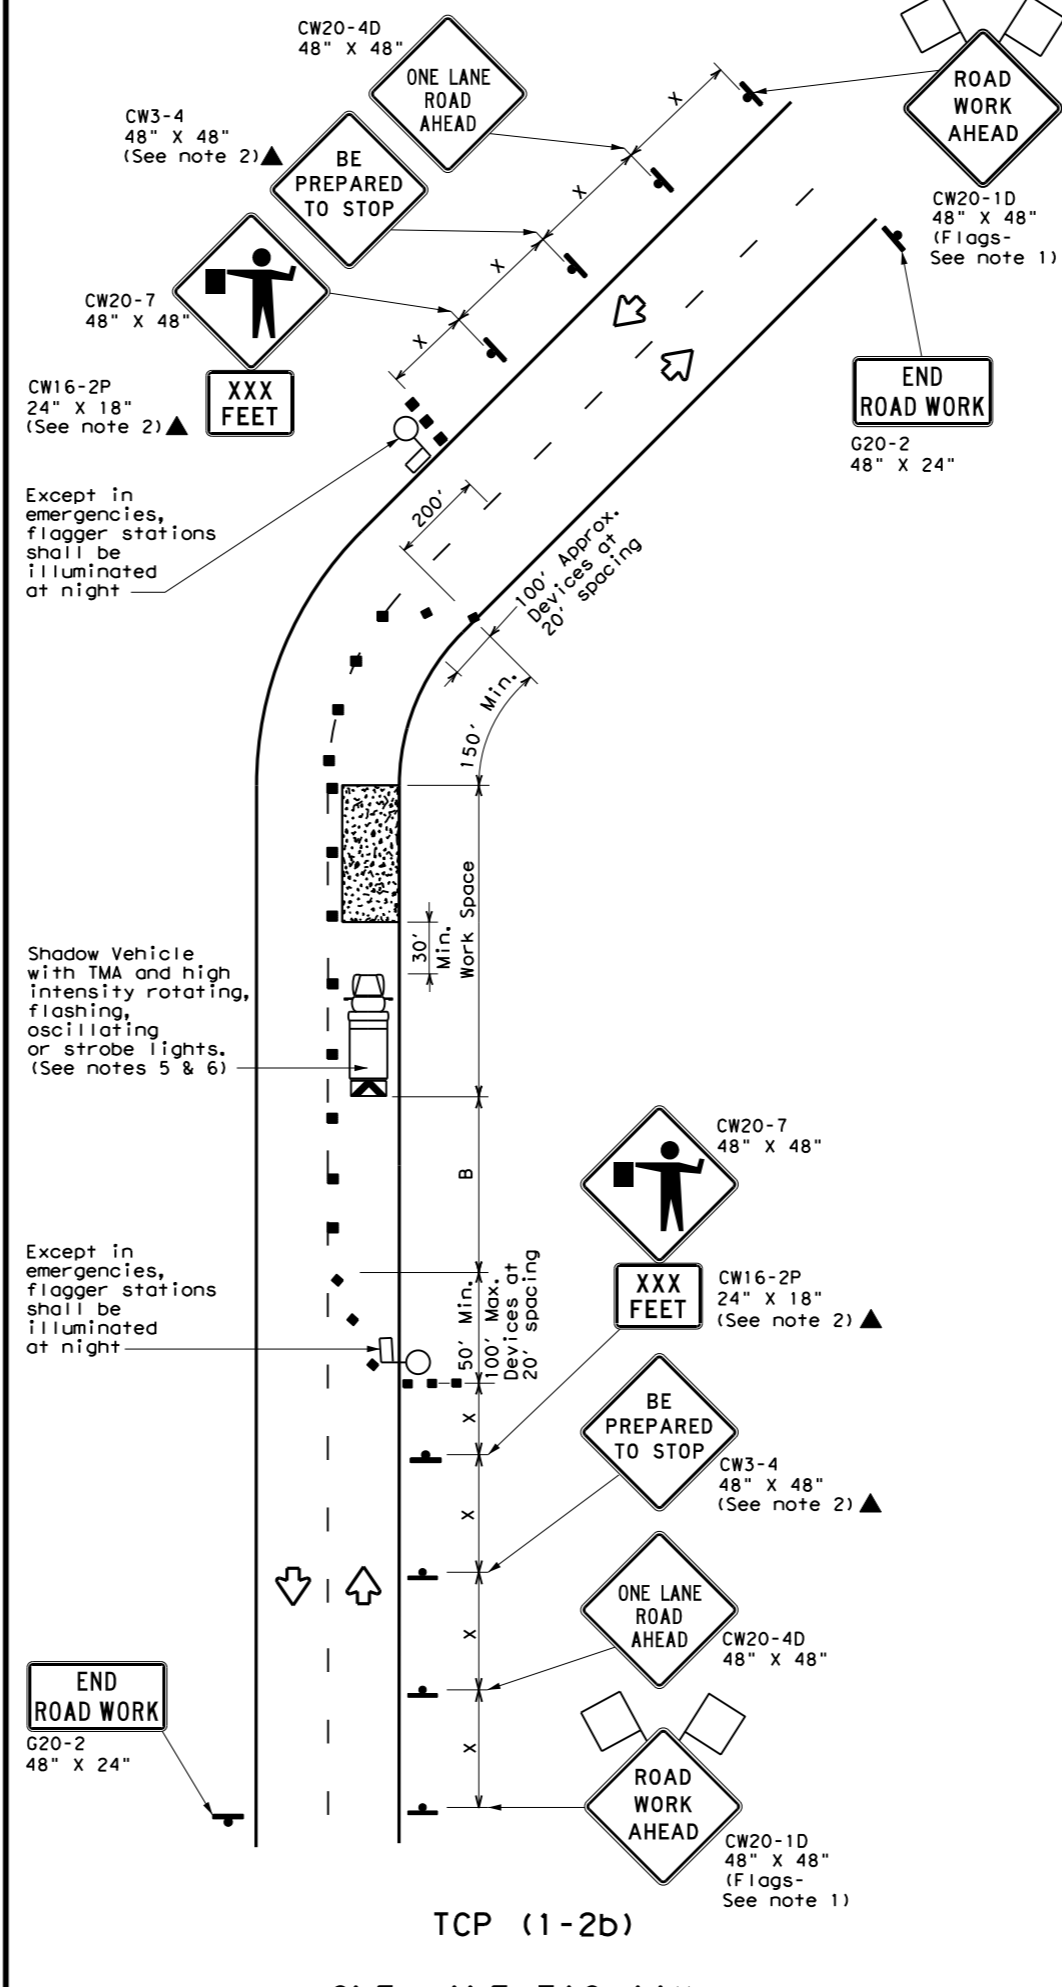 CW20-4D
48" X 48"
ONE LANE
ROAD
AHEAD
ROAD
WORK
AHEAD
CW20-1D
48" X 48"
(Flags-
See note 1)
CW3-4
48" X 48"
(See note 2)▲
BE
PREPARED
TO STOP
X
X
X
X
CW20-7
48" X 48"
CW16-2P
24" X 18"
(See note 2)▲
XXX
FEET
END
ROAD WORK
G20-2
48" X 24"
Except in
emergencies,
flagger stations
shall be
illuminated
at night
200'
100' Approx.
Devices at
20' spacing
150' Min.
Work Space
30'
Min.
Shadow Vehicle
with TMA and high
intensity rotating,
flashing,
oscillating
or strobe lights.
(See notes 5 & 6)
B
CW20-7
48" X 48"
XXX
FEET
CW16-2P
24" X 18"
(See note 2)▲
Except in
emergencies,
flagger stations
shall be
illuminated
at night
50' Min.
100' Max.
Devices at
20' spacing
X
X
X
X
BE
PREPARED
TO STOP
CW3-4
48" X 48"
(See note 2)▲
ONE LANE
ROAD
AHEAD
CW20-4D
48" X 48"
END
ROAD WORK
G20-2
48" X 24"
ROAD
WORK
AHEAD
CW20-1D
48" X 48"
(Flags-
See note 1)
TCP (1-2b)